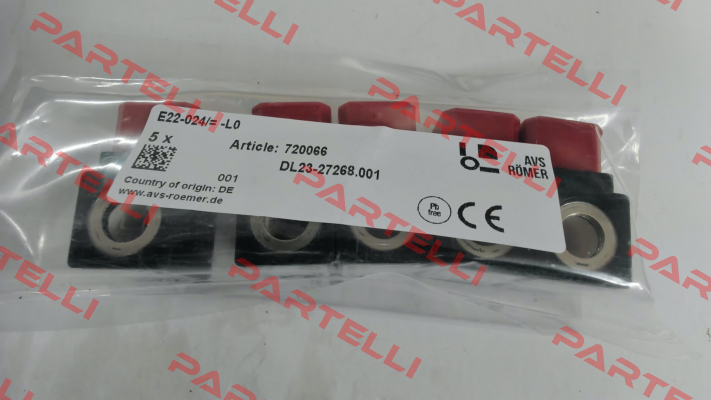 E22-024/= -L0
5 x
Article: 720066
DL23-27268.001
001
Country of origin: DE
www.avs-roemer.de
Pb
free
CE
AVS
RÖMER
PARTELLI
PARTELLI
PARTELLI
PARTELLI
PARTELLI
PARTELLI
PARTELLI
PARTELLI
PARTELLI